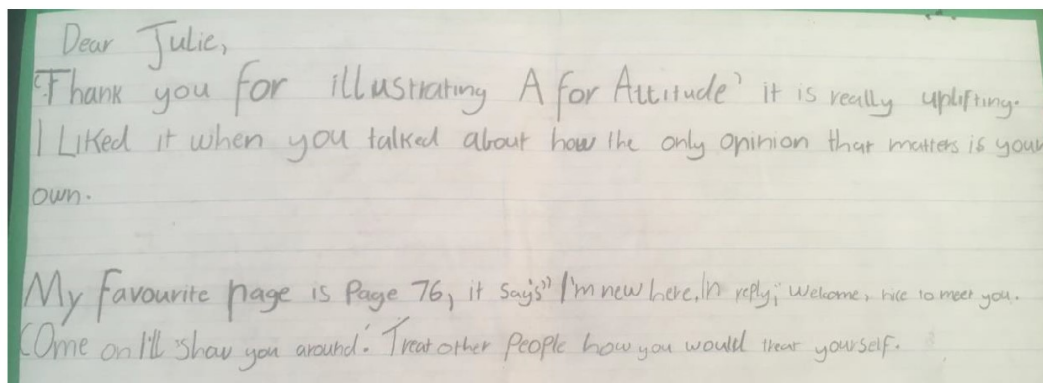 Dear Julie,
Thank you for illustrating A for Attitude' it is really uplifting.
I Liked it when you talked about how the only opinion that matters is your
own.
My favourite page is Page 76, it say's" I'm new here, In reply," Welcome, nice to meet you.
Come on I'll show you around.' Treat other People how you would treat yourself.